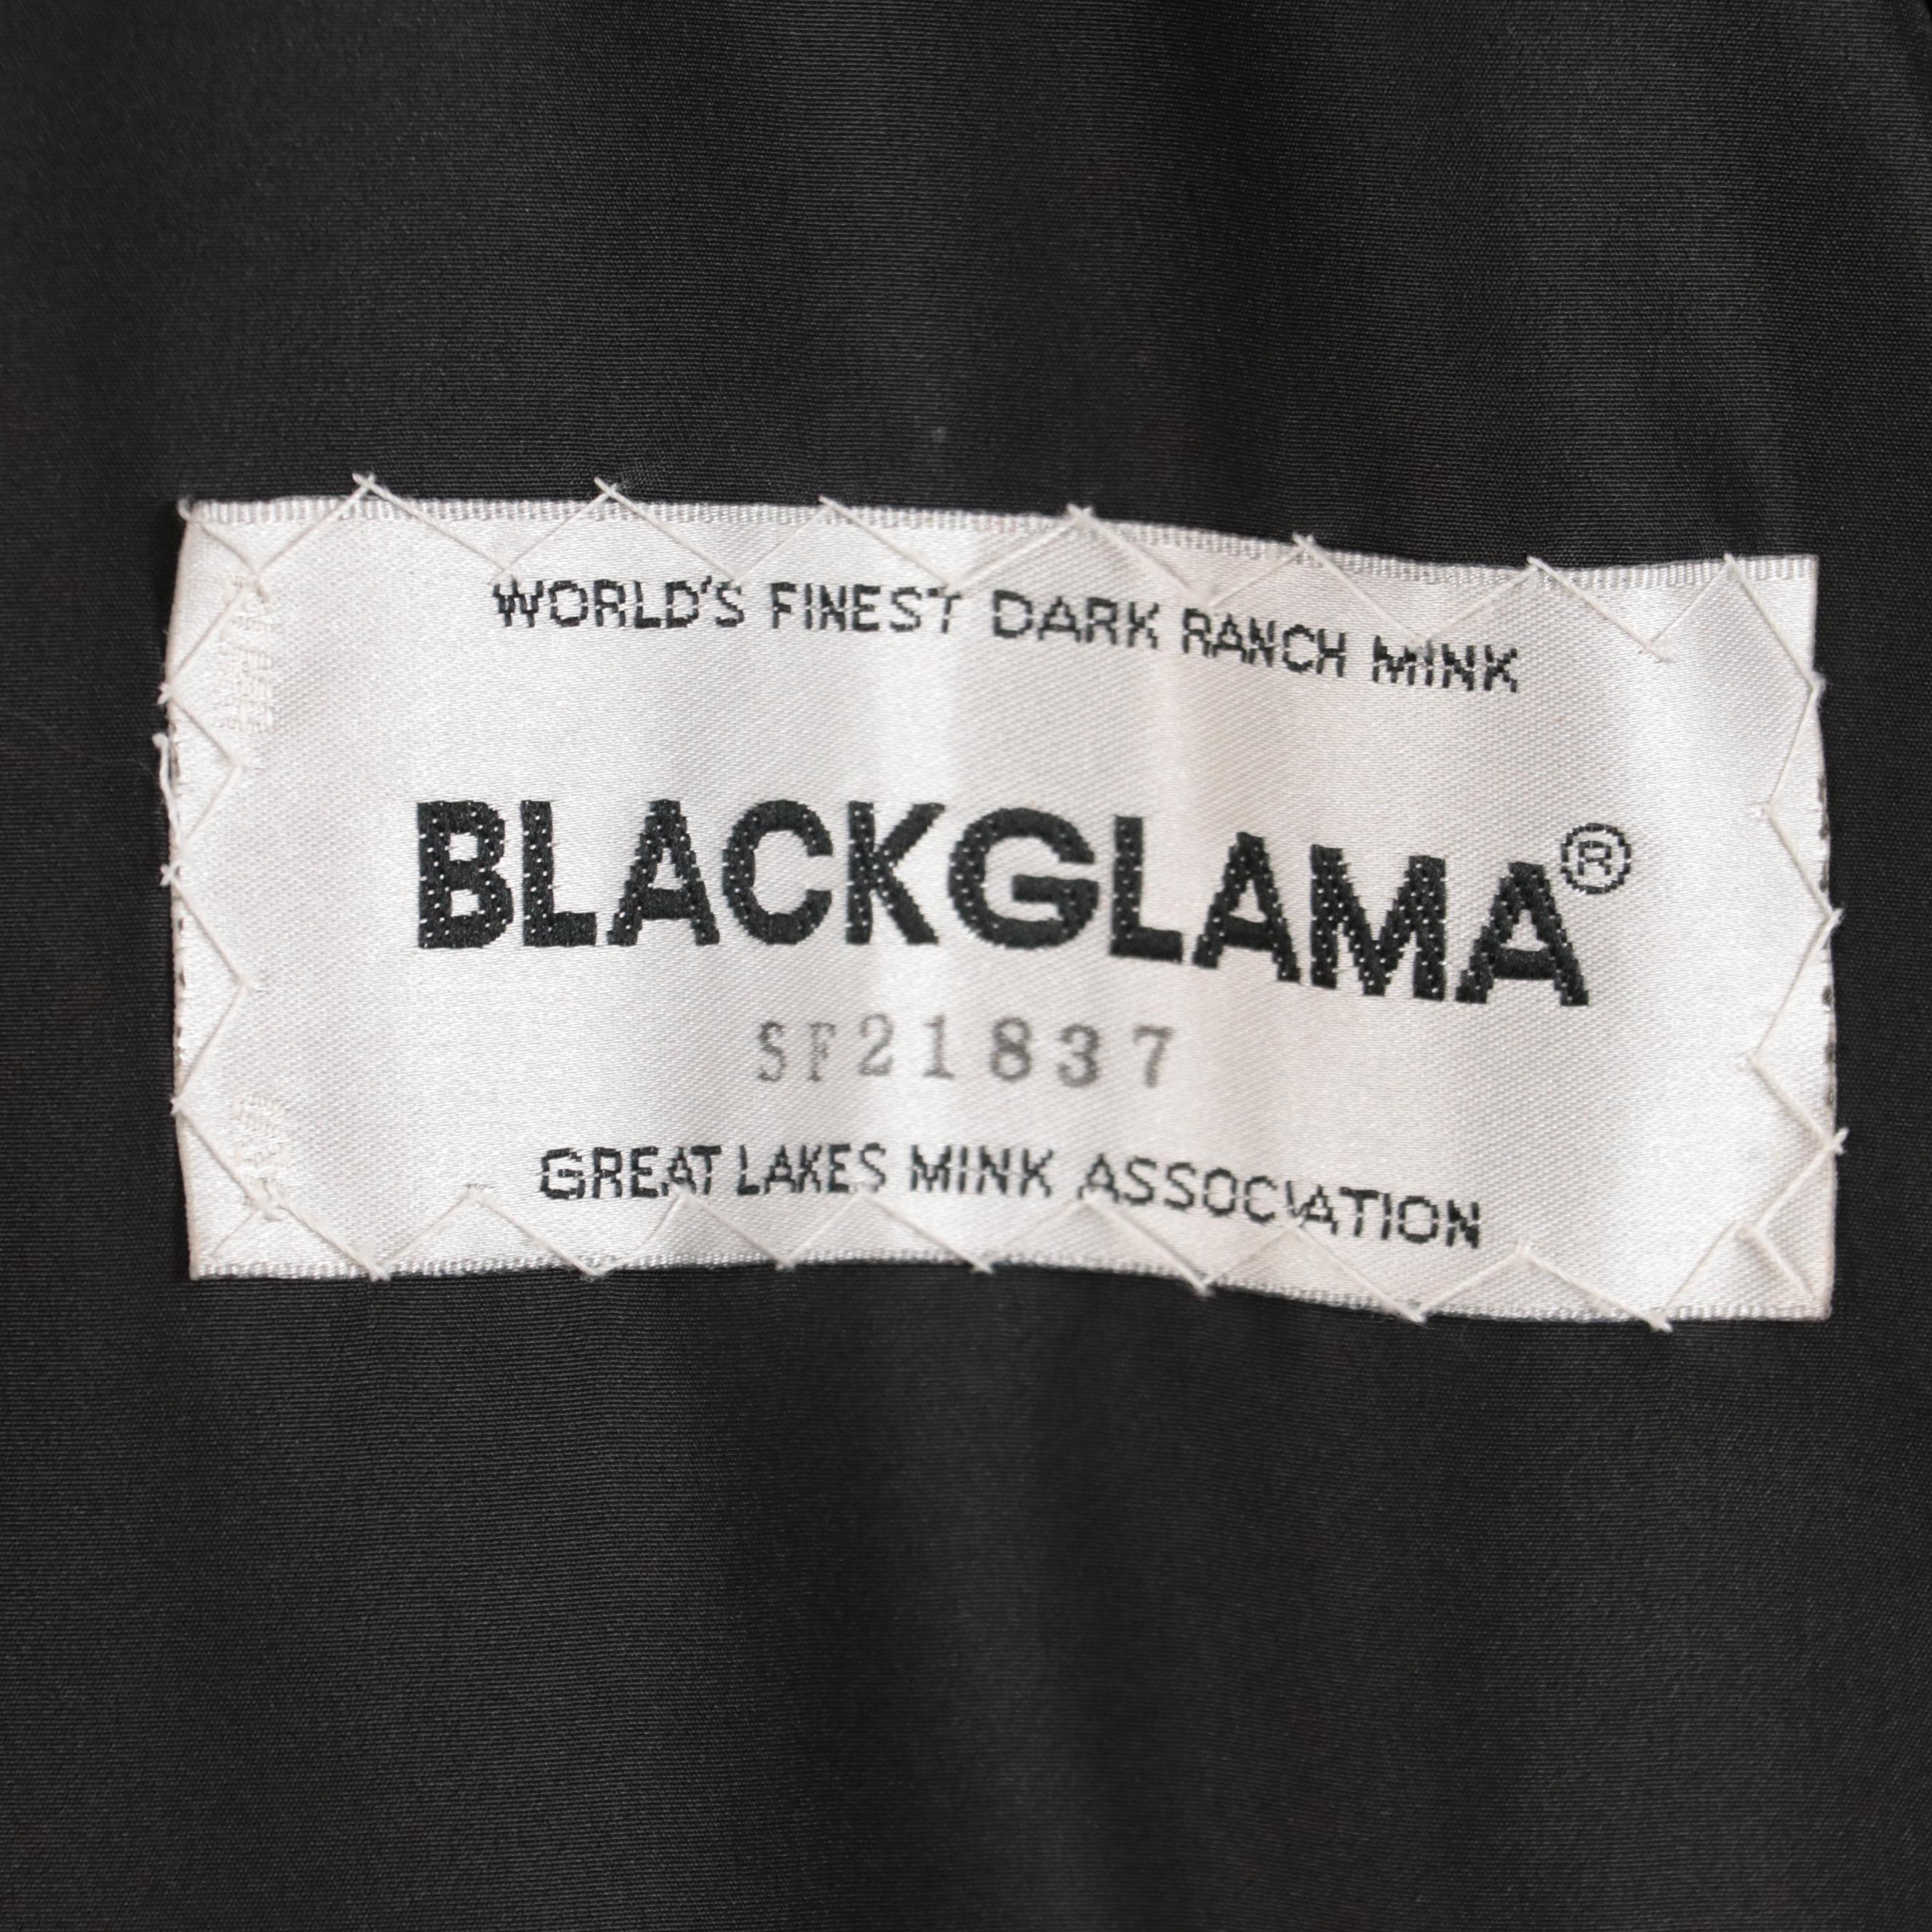 WORLD'S FINEST DARK RANCH MINK
BLACKGLAMA®
SF21837
GREAT LAKES MINK ASSOCIATION